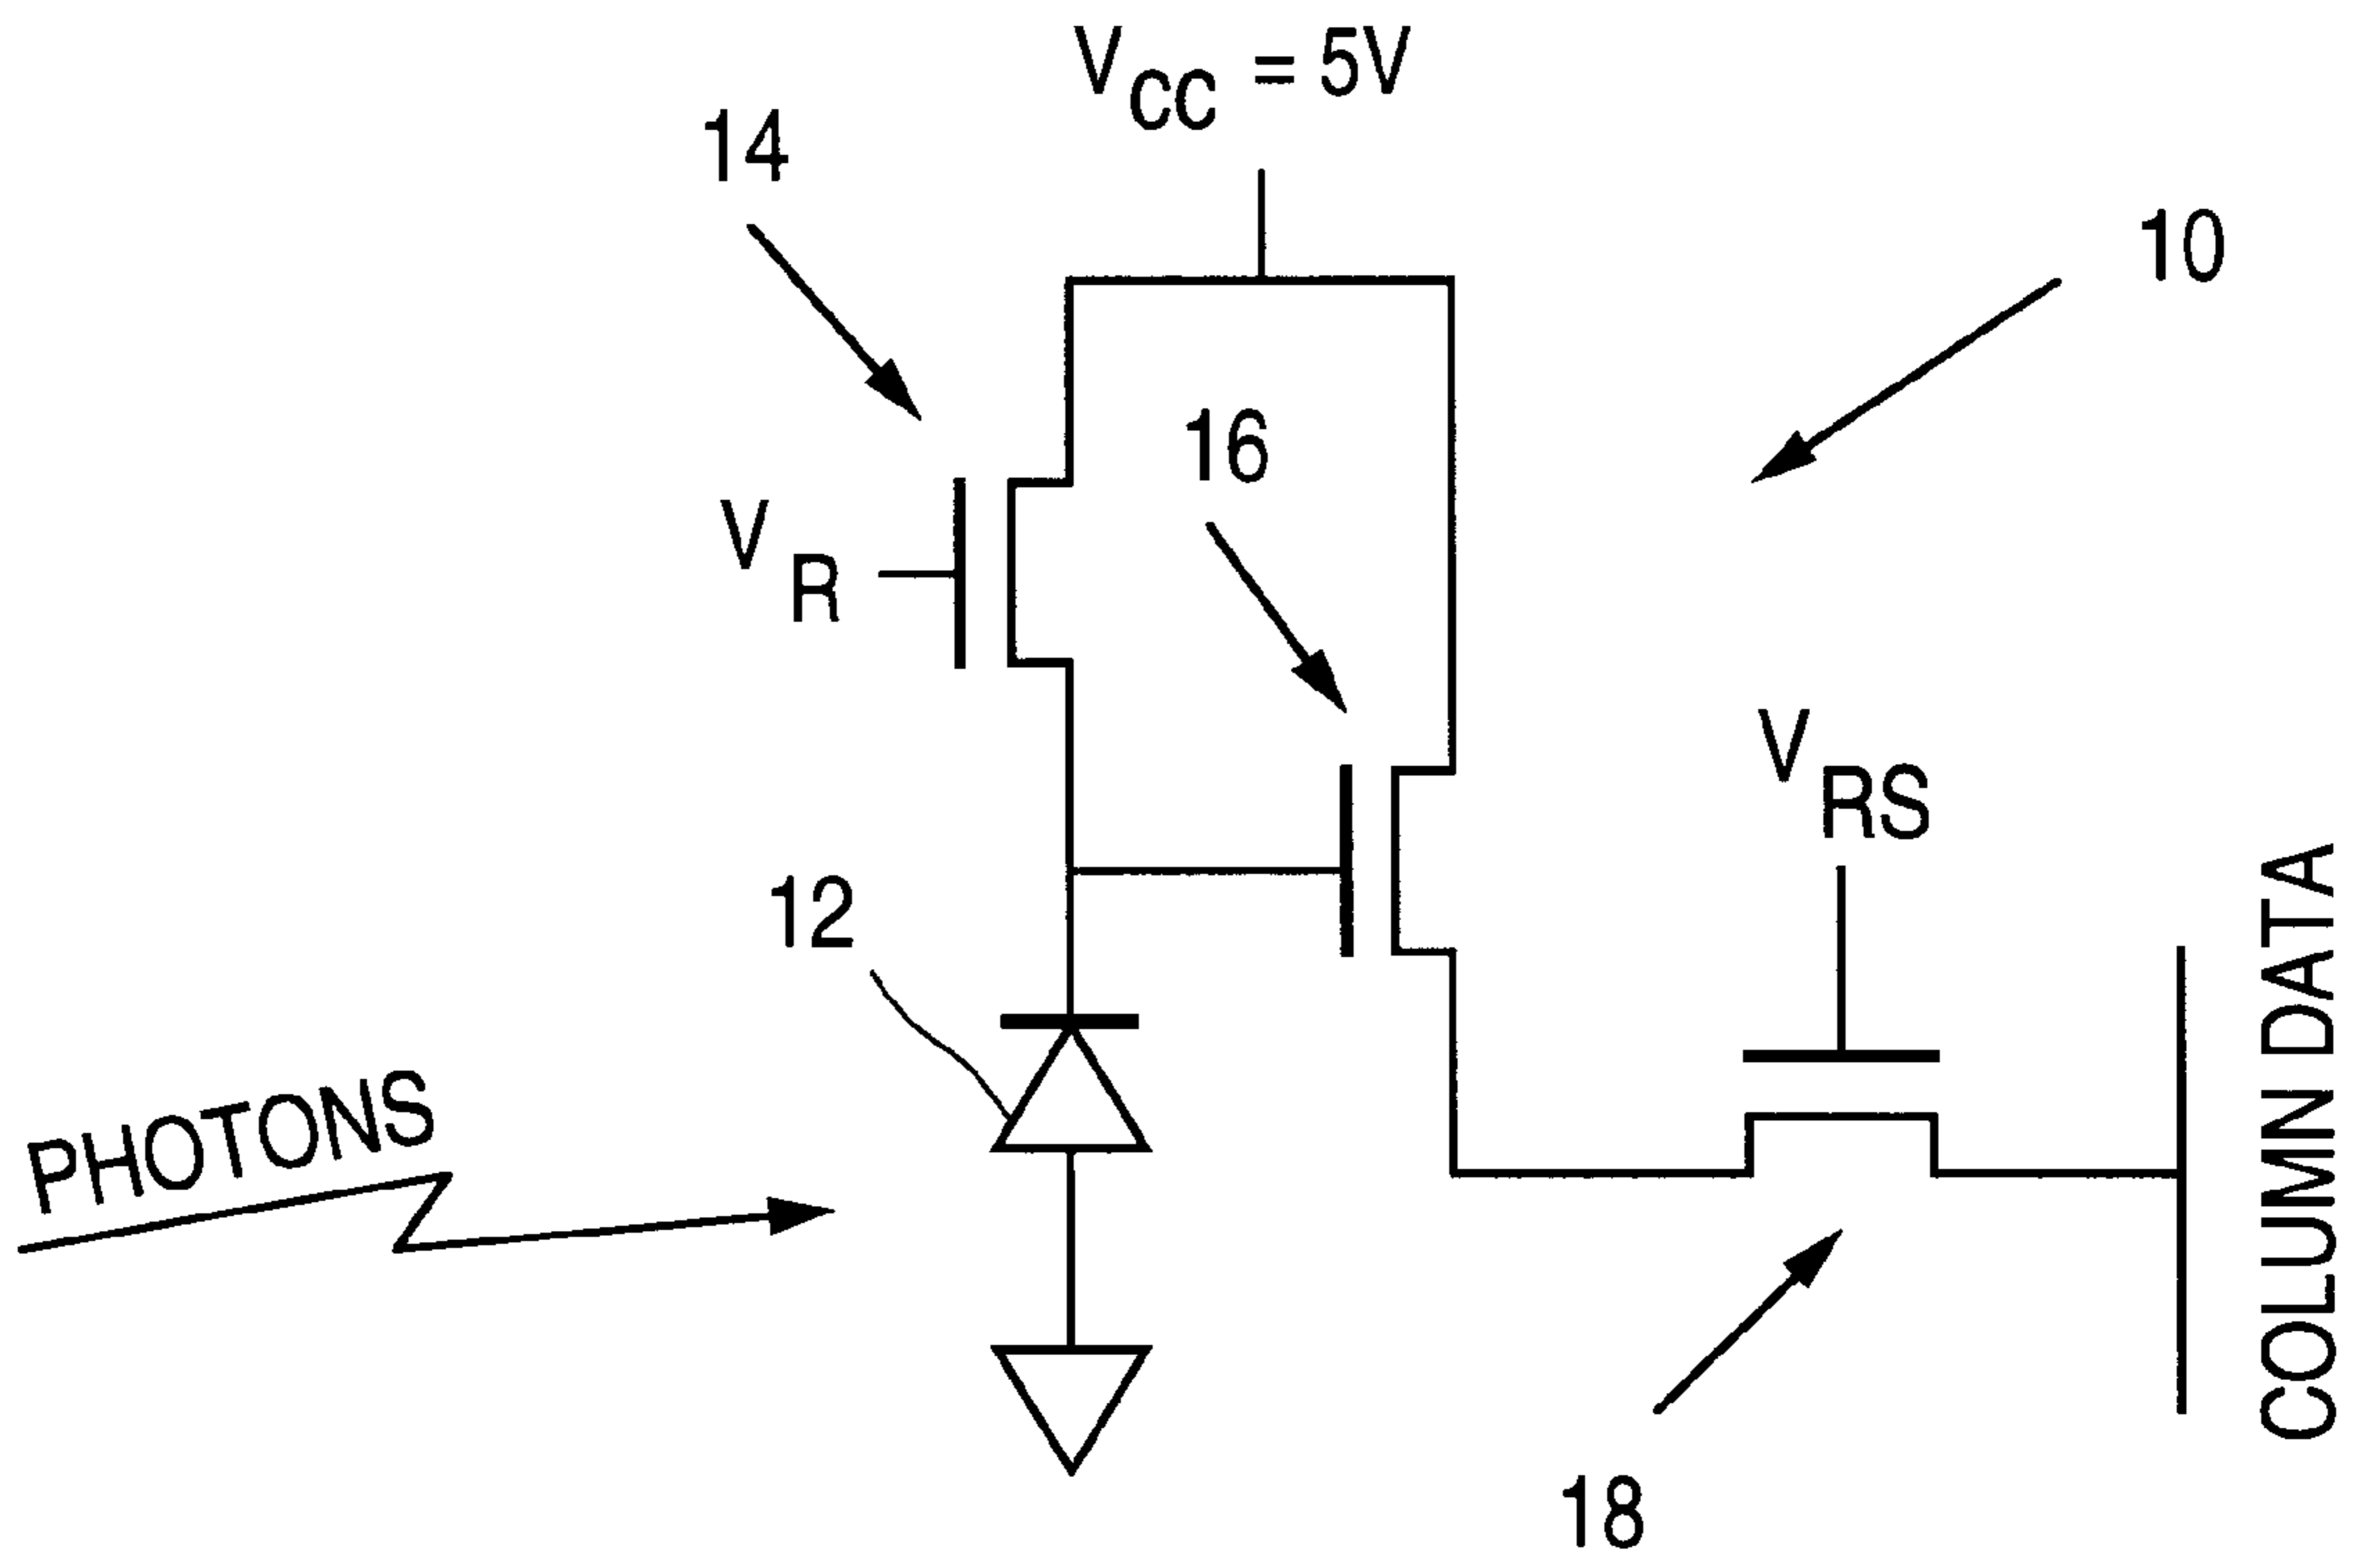 VCC = 5V
14
10
16
VR
VRS
12
PHOTONS
COLUMN DATA
18